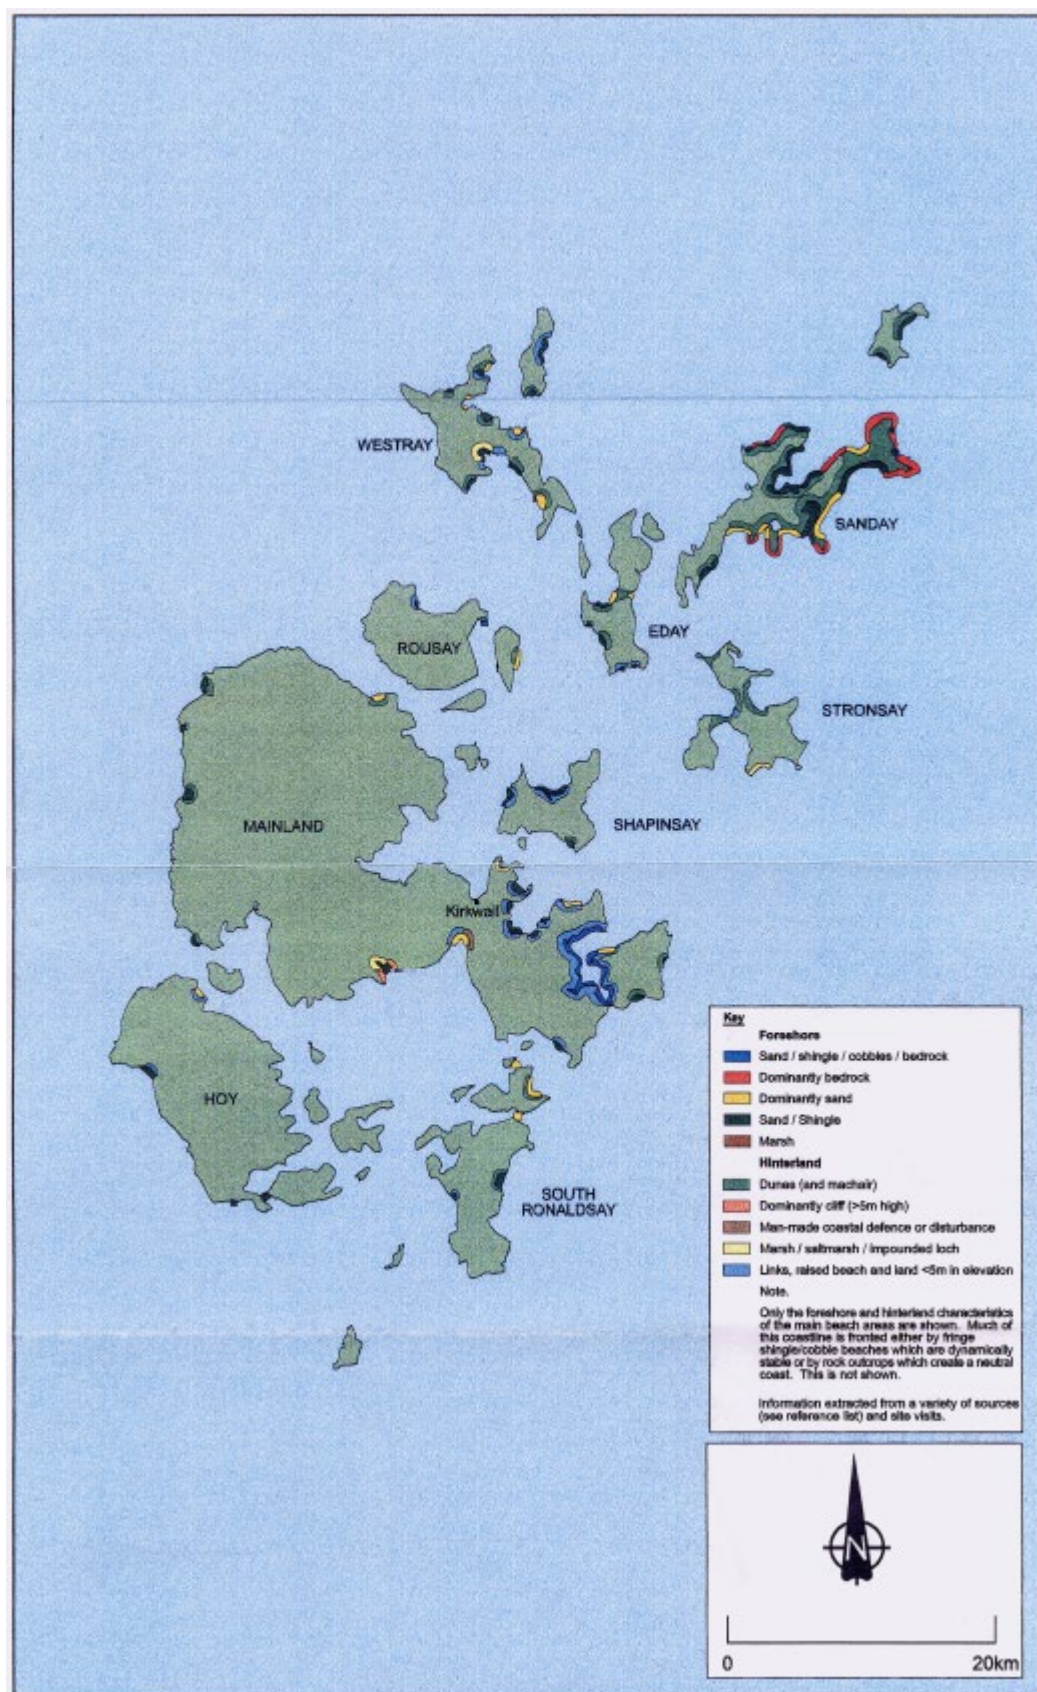 WESTRAY
SANDAY
EDAY
ROUSAY
STRONSAY
MAINLAND
SHAPINSAY
Kirkwall
HOY
SOUTH
RONALDSAY
Key
Foreshore
Sand / shingle / cobbles / bedrock
Dominantly bedrock
Dominantly sand
Sand / Shingle
Marsh
Hinterland
Dunes (and machair)
Dominantly cliff (>5m high)
Man-made coastal defence or disturbance
Marsh / saltmarsh / impounded loch
Links, raised beach and land <5m in elevation
Note.
Only the foreshore and hinterland characteristics
of the main beach areas are shown. Much of
this coastline is fronted either by fringe
shingle/cobble beaches which are dynamically
stable or by rock outcrops which create a neutral
coast. This is not shown.
Information extracted from a variety of sources
(see reference list) and site visits.
N
0 20km